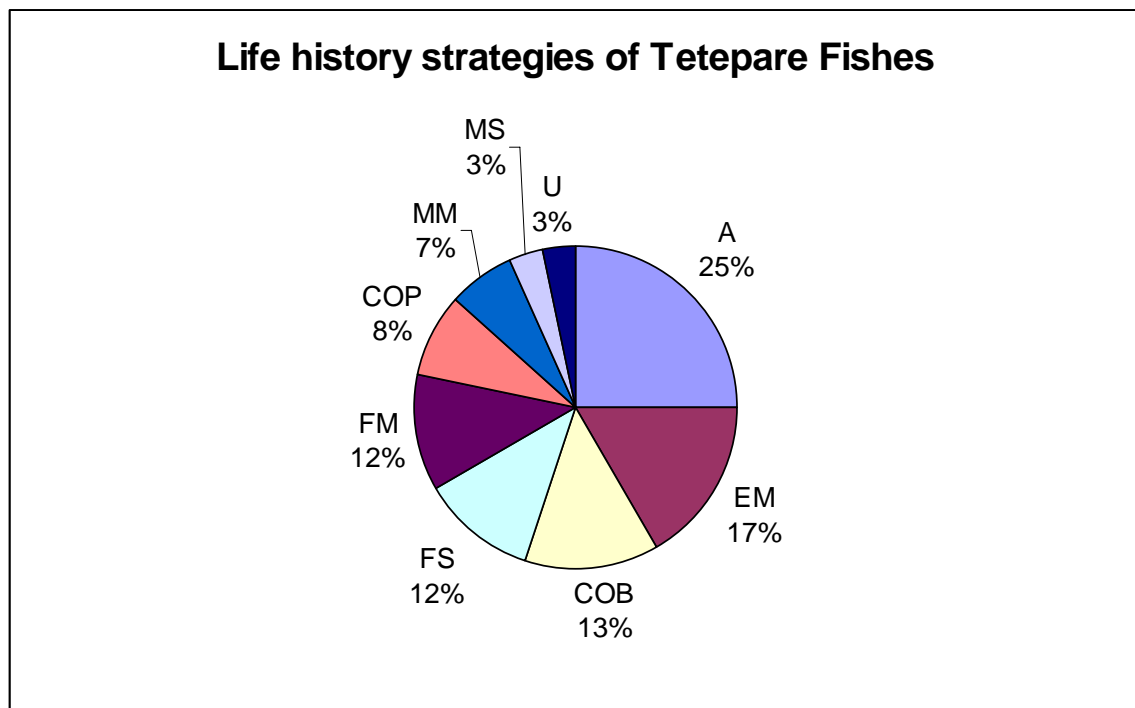 Life history strategies of Tetepare Fishes
MS
3%
U
3%
A
25%
MM
7%
COP
8%
FM
12%
EM
17%
FS
12%
COB
13%